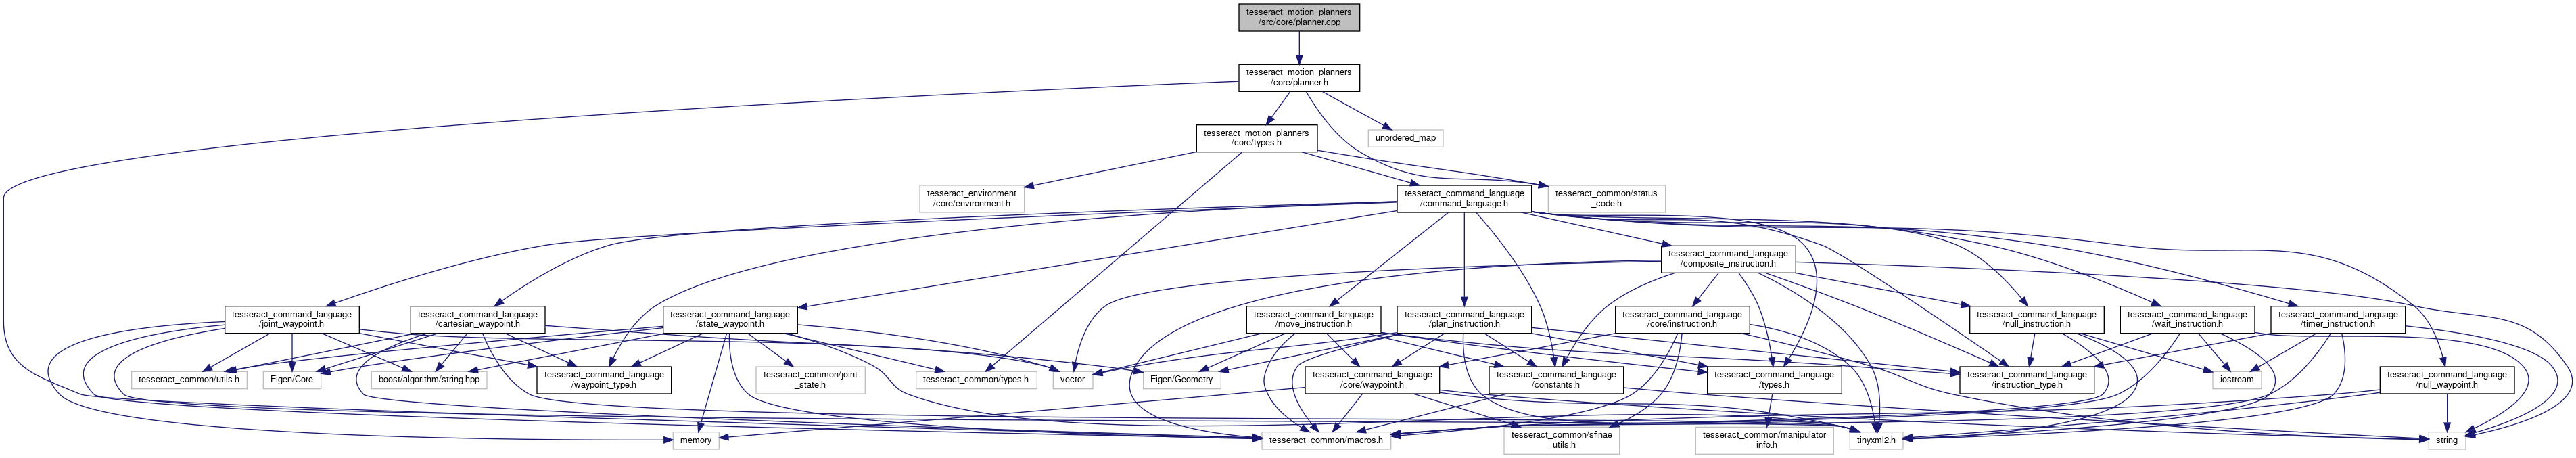 tesseract_motion_planners
/src/core/planner.cpp
tesseract_motion_planners
/core/planner.h
tesseract_motion_planners
/core/types.h
unordered_map
tesseract_environment
/core/environment.h
tesseract_command_language
/command_language.h
tesseract_common/status
_code.h
tesseract_command_language
/composite_instruction.h
tesseract_command_language
/joint_waypoint.h
tesseract_command_language
/cartesian_waypoint.h
tesseract_command_language
/state_waypoint.h
tesseract_command_language
/move_instruction.h
tesseract_command_language
/plan_instruction.h
tesseract_command_language
/core/instruction.h
tesseract_command_language
/null_instruction.h
tesseract_command_language
/wait_instruction.h
tesseract_command_language
/timer_instruction.h
tesseract_common/utils.h
Eigen/Core
boost/algorithm/string.hpp
tesseract_command_language
/waypoint_type.h
tesseract_common/joint
_state.h
tesseract_common/types.h
vector
Eigen/Geometry
tesseract_command_language
/core/waypoint.h
tesseract_command_language
/constants.h
tesseract_command_language
/types.h
tesseract_command_language
/instruction_type.h
iostream
tesseract_command_language
/null_waypoint.h
memory
tesseract_common/macros.h
tesseract_common/sfinae
_utils.h
tesseract_common/manipulator
_info.h
tinyxml2.h
string